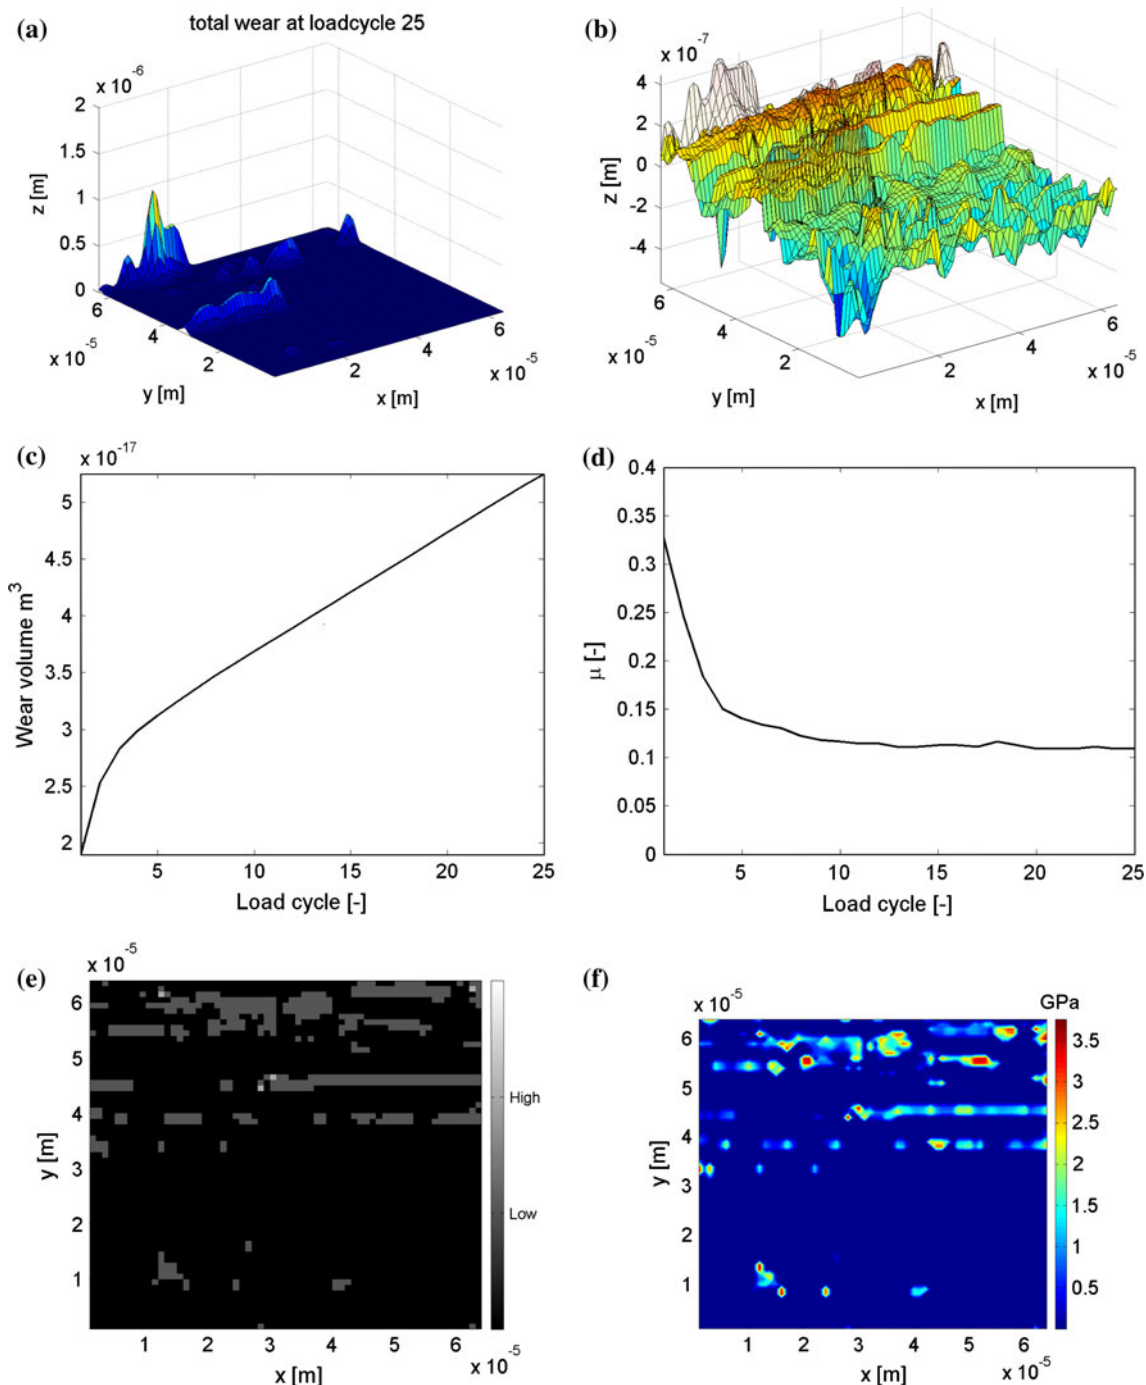 (a)
total wear at loadcycle 25
x 10⁻⁶
2
1.5
1
0.5
0
z [m]
6
4
2
x 10⁻⁵
y [m]
2
4
6
x 10⁻⁵
x [m]
(b)
x 10⁻⁷
4
2
0
-2
-4
z [m]
6
4
2
x 10⁻⁵
y [m]
2
4
6
x 10⁻⁵
x [m]
(c)
x 10⁻¹⁷
5
4.5
4
3.5
3
2.5
2
Wear volume m³
5
10
15
20
25
Load cycle [-]
(d)
0.4
0.35
0.3
0.25
0.2
0.15
0.1
0.05
0
μ [-]
5
10
15
20
25
Load cycle [-]
(e)
x 10⁻⁵
6
5
4
3
2
1
y [m]
1
2
3
4
5
6
x 10⁻⁵
x [m]
High
Low
-5
(f)
x 10⁻⁵
6
5
4
3
2
1
y [m]
1
2
3
4
5
6
x 10⁻⁵
x [m]
GPa
3.5
3
2.5
2
1.5
1
0.5